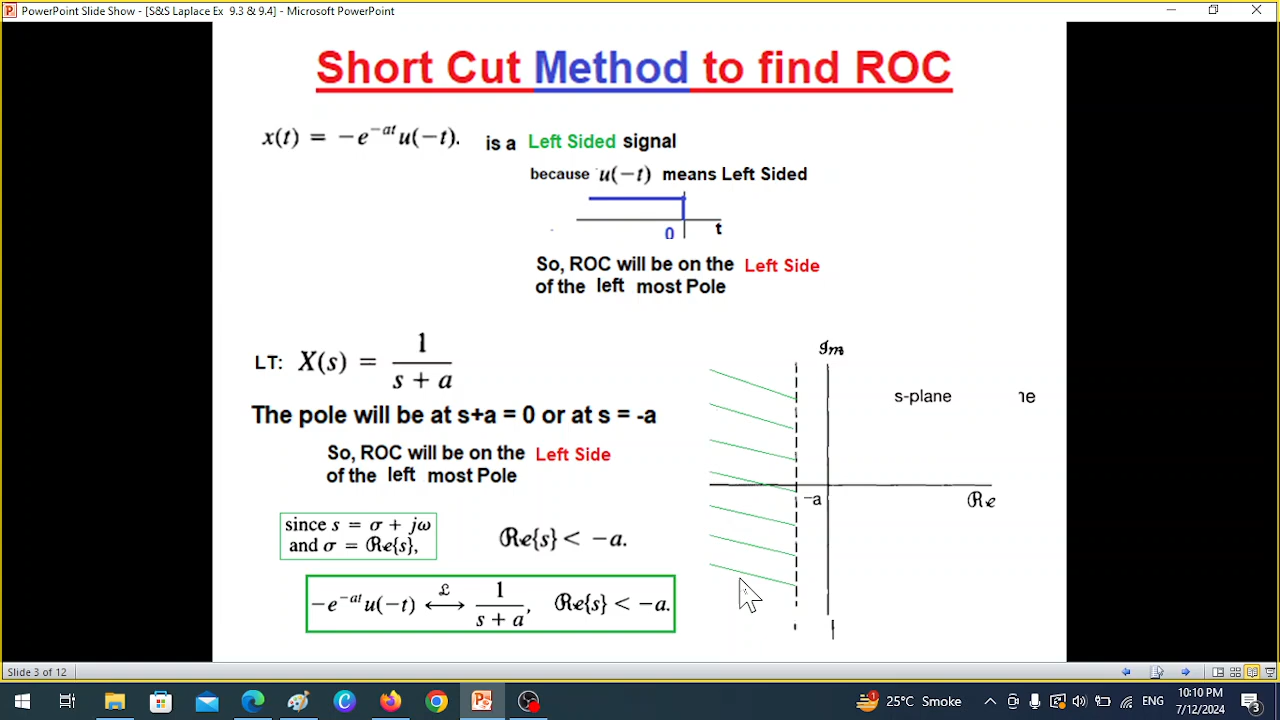 PowerPoint Slide Show - [S&S Laplace Ex 9.3 & 9.4] - Microsoft PowerPoint
Short Cut Method to find ROC
x(t) = −e^{−at}u(−t). is a Left Sided signal
because u(−t) means Left Sided
0 t
So, ROC will be on the Left Side
of the left most Pole
LT: X(s) = 1/(s + a)
The pole will be at s+a = 0 or at s = -a
So, ROC will be on the Left Side
of the left most Pole
since s = σ + jω
and σ = ℜe{s},
ℜe{s} < −a.
−e^{−at}u(−t) ⟷^{£} 1/(s + a), ℜe{s} < −a.
ℐm
s-plane ne
−a
ℜe
Slide 3 of 12
25°C Smoke
ENG
10:10 PM
7/12/2024
1
3